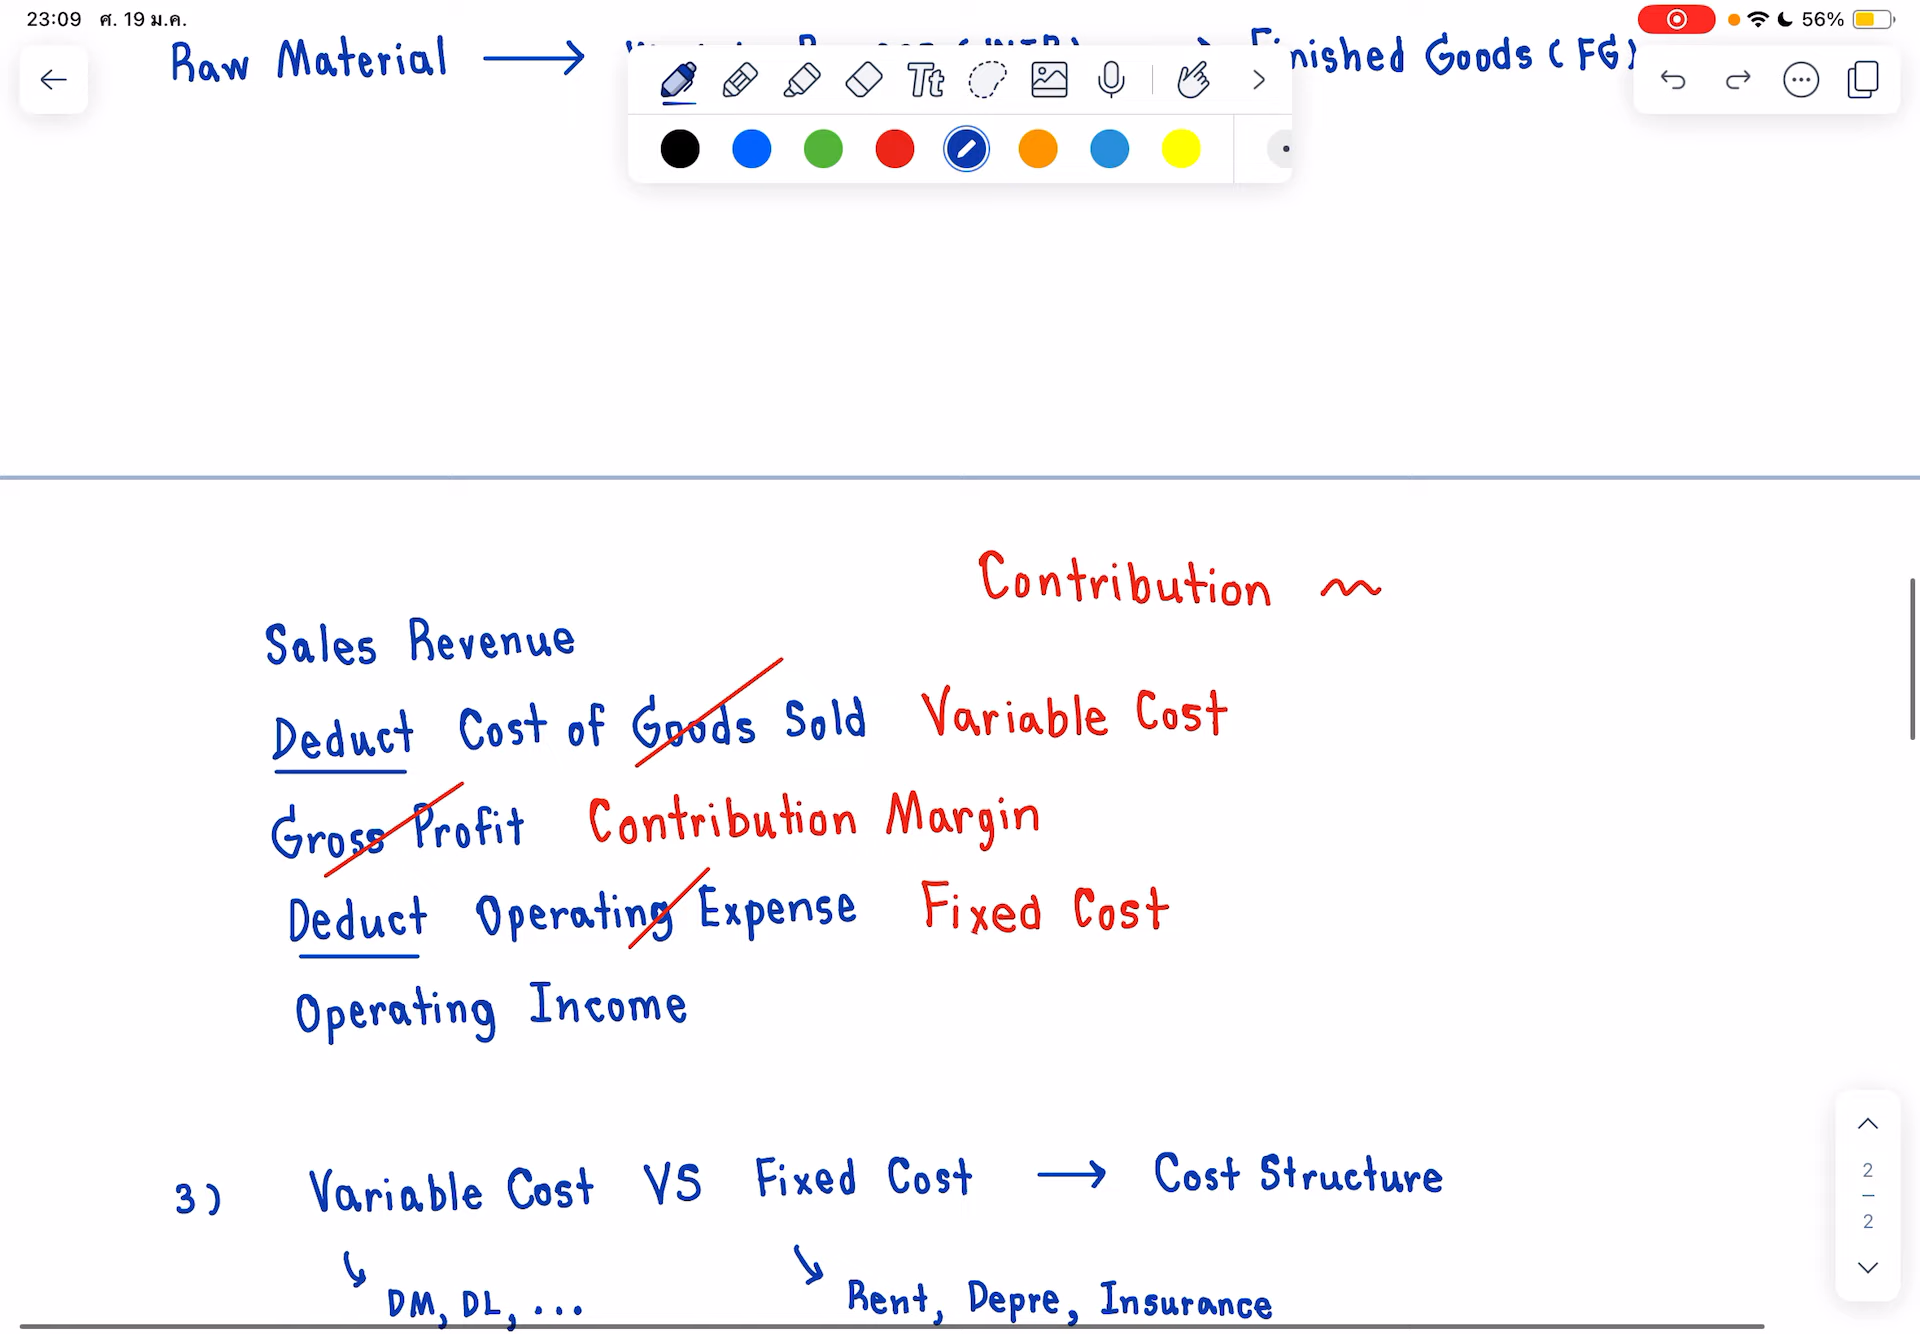 23:09 ศ. 19 ม.ค.
56%
Raw Material → Finished Goods (FG)
Tt
Contribution
Sales Revenue
Deduct Cost of Goods Sold Variable Cost
Gross Profit Contribution Margin
Deduct Operating Expense Fixed Cost
Operating Income
3) Variable Cost VS Fixed Cost → Cost Structure
DM, DL, ... Rent, Depre, Insurance
2
2